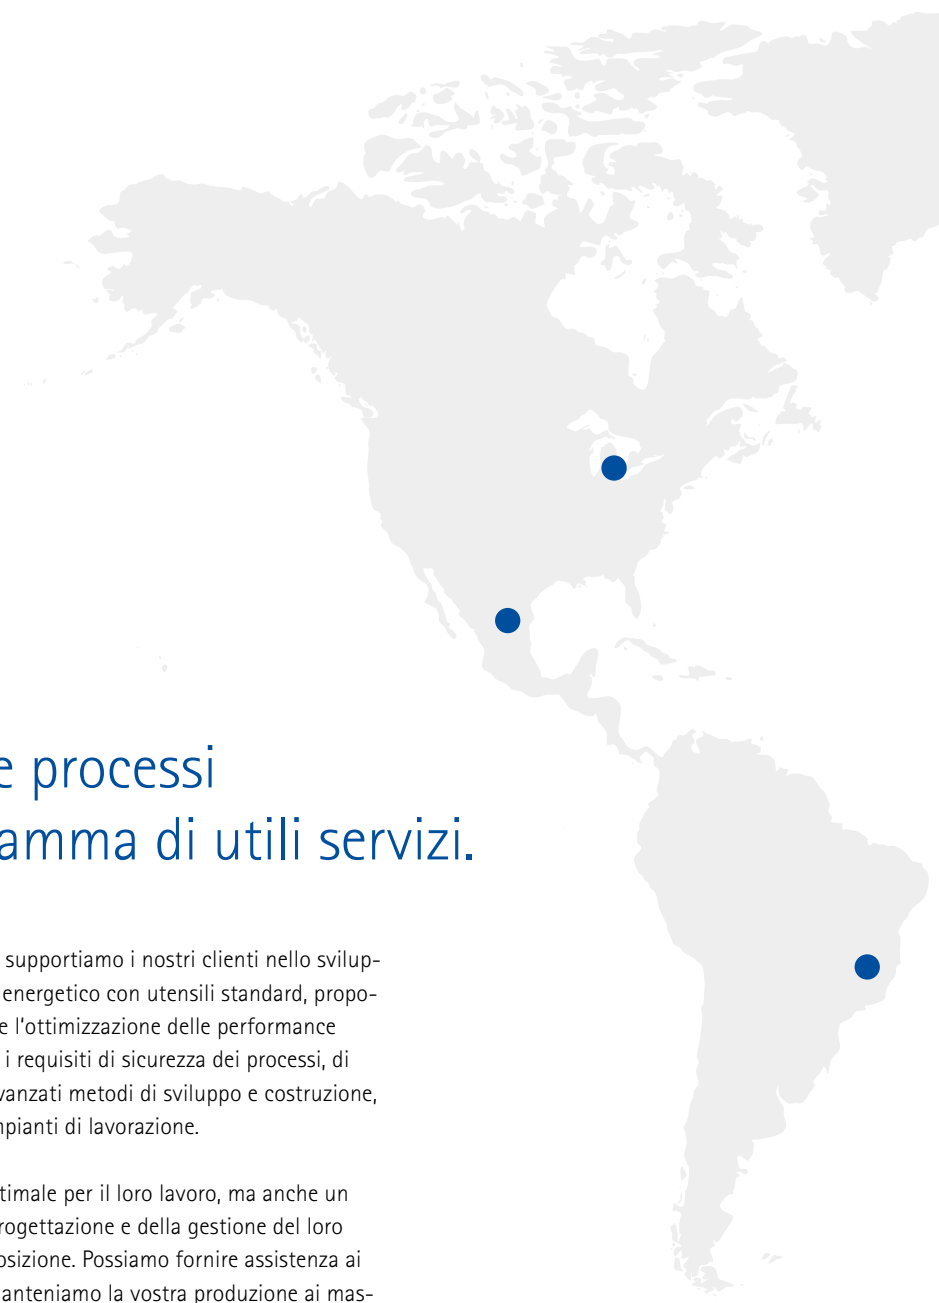 e processi
amma di utili servizi.
supportiamo i nostri clienti nello svilup-
energetico con utensili standard, propo-
e l'ottimizzazione delle performance
i requisiti di sicurezza dei processi, di
vanzati metodi di sviluppo e costruzione,
mpianti di lavorazione.
timale per il loro lavoro, ma anche un
rogettazione e della gestione del loro
osizione. Possiamo fornire assistenza ai
anteniamo la vostra produzione ai mas-